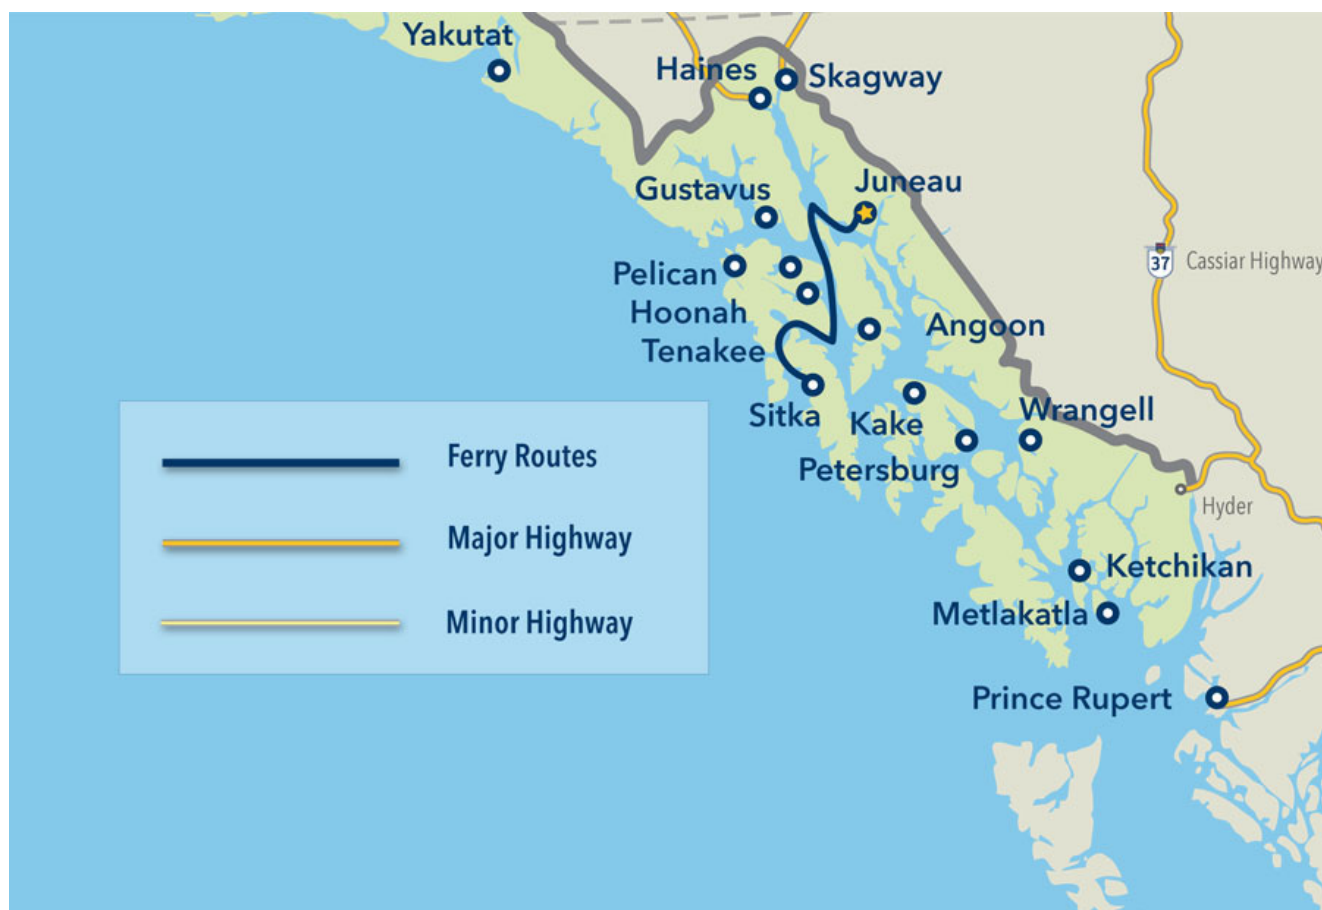 Yakutat
Haines
Skagway
Gustavus
Juneau
Pelican
Hoonah
Tenakee
Angoon
37
Cassiar Highway
Sitka
Kake
Wrangell
Petersburg
Hyder
Ketchikan
Metlakatla
Prince Rupert
Ferry Routes
Major Highway
Minor Highway